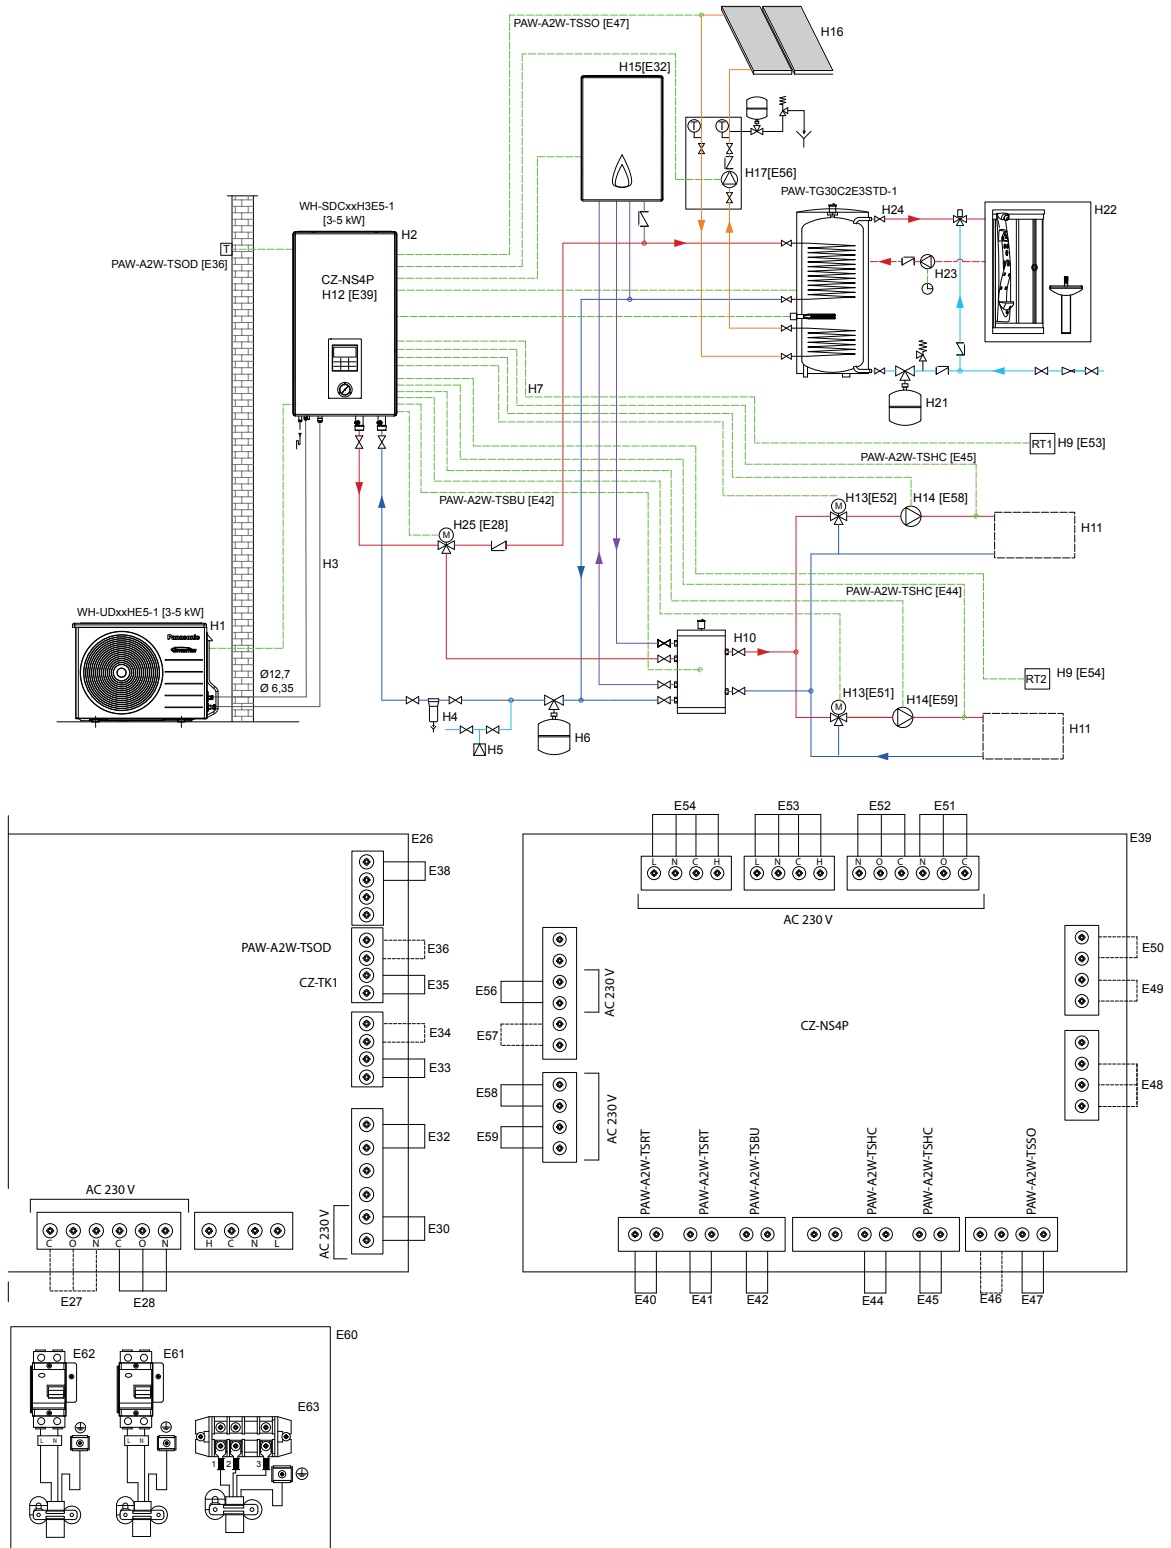 PAW-A2W-TSSO [E47]
H16
H15[E32]
T
T
H17[E56]
PAW-TG30C2E3STD-1
WH-SDCxxH3E5-1
[3-5 kW]
H24
H22
H2
T
PAW-A2W-TSOD [E36]
CZ-NS4P
H12 [E39]
H23
H7
H21
RT1
H9 [E53]
PAW-A2W-TSHC [E45]
PAW-A2W-TSBU [E42]
M
H13[E52]
H14 [E58]
H25 [E28]
M
H11
H3
PAW-A2W-TSHC [E44]
WH-UDxxHE5-1 [3-5 kW]
H1
Panasonic
INVERTER
H10
RT2
H9 [E54]
Ø12,7
Ø 6,35
M
H13[E51]
H14[E59]
H11
H4
H5
H6
E54
E53
E52
E51
E26
E39
L N C H
L N C H
N O C N O C
AC 230 V
E38
PAW-A2W-TSOD
E36
CZ-TK1
E35
E34
E33
E32
AC 230 V
E30
AC 230 V
C O N C O N
H C N L
E27
E28
E56
AC 230 V
E57
E58
AC 230 V
E59
CZ-NS4P
E50
E49
E48
PAW-A2W-TSRT
PAW-A2W-TSRT
PAW-A2W-TSBU
PAW-A2W-TSHC
PAW-A2W-TSHC
PAW-A2W-TSSO
E40
E41
E42
E44
E45
E46
E47
E60
E62
E61
E63
L N
L N
1 2 3